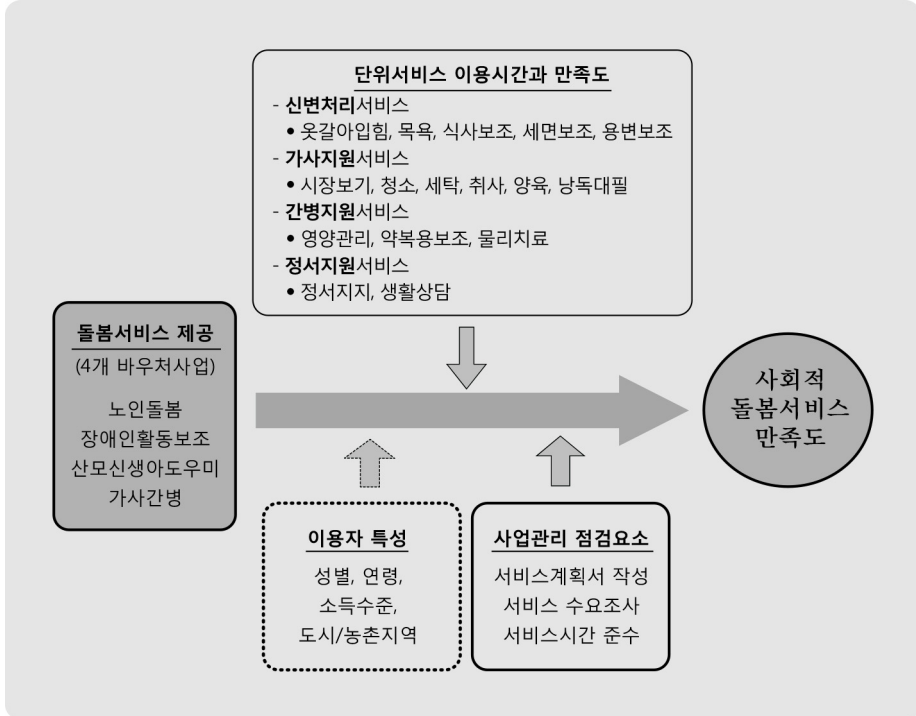 단위서비스 이용시간과 만족도
- 신변처리서비스
• 옷갈아입힘, 목욕, 식사보조, 세면보조, 용변보조
- 가사지원서비스
• 시장보기, 청소, 세탁, 취사, 양육, 낭독대필
- 간병지원서비스
• 영양관리, 약복용보조, 물리치료
- 정서지원서비스
• 정서지지, 생활상담
돌봄서비스 제공
(4개 바우처사업)
노인돌봄
장애인활동보조
산모신생아도우미
가사간병
사회적
돌봄서비스
만족도
이용자 특성
성별, 연령,
소득수준,
도시/농촌지역
사업관리 점검요소
서비스계획서 작성
서비스 수요조사
서비스시간 준수